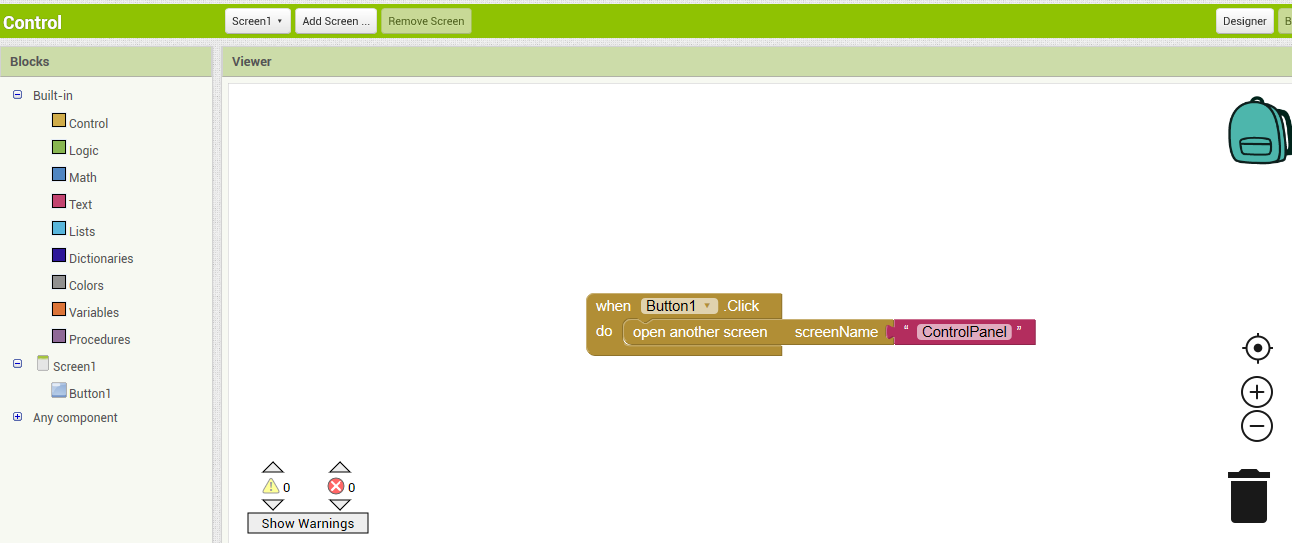 Control
Screen1 ▾
Add Screen ...
Remove Screen
Designer
B
Blocks
Viewer
Built-in
Control
Logic
Math
Text
Lists
Dictionaries
Colors
Variables
Procedures
Screen1
Button1
Any component
when Button1 ▾ .Click
do open another screen screenName “ ControlPanel ”
0 0
Show Warnings